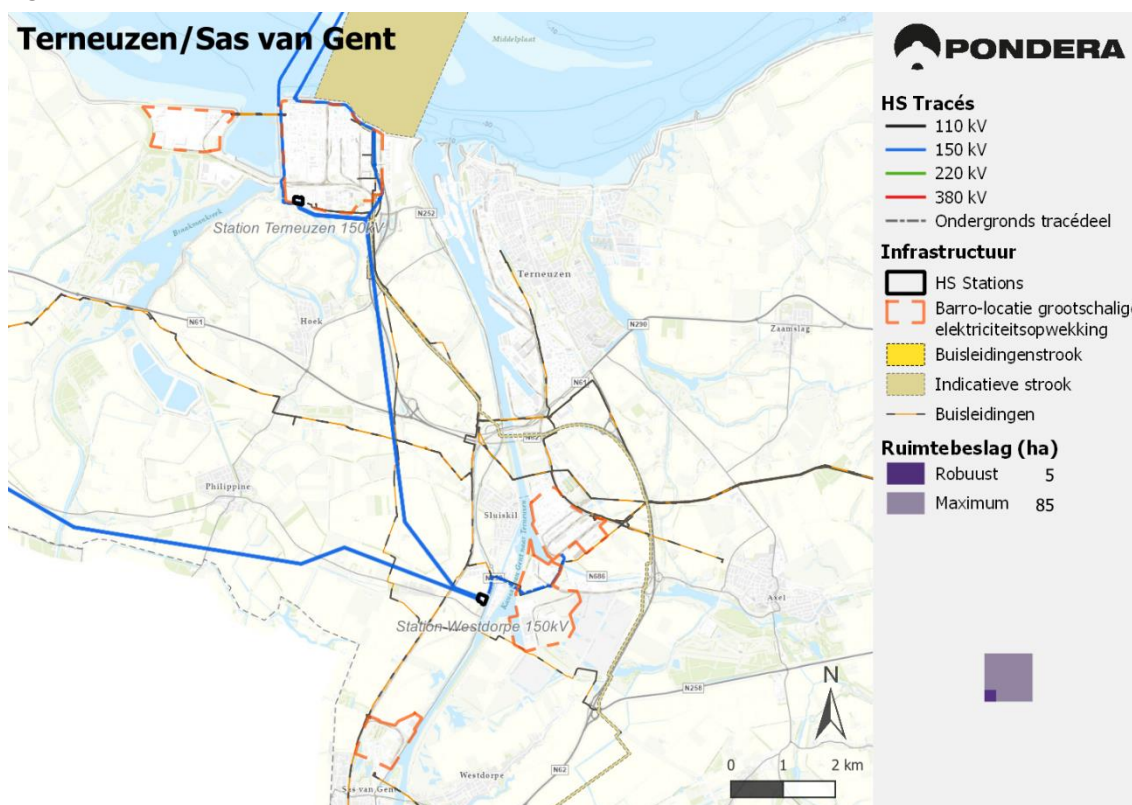 Terneuzen/Sas van Gent
Middelplaat
Braakmankreek
Station Terneuzen 150kV
N252
Terneuzen
N61
Hoek
N290
Zaamslag
N61
N62
Philippine
Sluiskil
N686
Axel
Station Westdorpe 150kV
N258
N
Westdorpe
N62
Sas van Gent
0 1 2 km
PONDERA
HS Tracés
110 kV
150 kV
220 kV
380 kV
Ondergronds tracédeel
Infrastructuur
HS Stations
Barro-locatie grootschalig
elektriciteitsopwekking
Buisleidingenstrook
Indicatieve strook
Buisleidingen
Ruimtebeslag (ha)
Robuust 5
Maximum 85